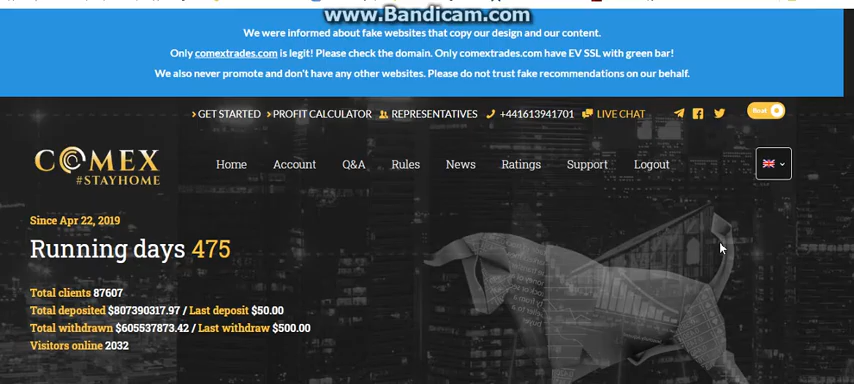 www.Bandicam.com
We were informed about fake websites that copy our design and our content.
Only comextrades.com is legit! Please check the domain. Only comextrades.com have EV SSL with green bar!
We also never promote and don't have any other websites. Please do not trust fake recommendations on our behalf.
GET STARTED PROFIT CALCULATOR REPRESENTATIVES +441613941701 LIVE CHAT
COMEX
#STAYHOME
Home Account Q&A Rules News Ratings Support Logout
Since Apr 22, 2019
Running days 475
Total clients 87607
Total deposited $807390317.97 / Last deposit $50.00
Total withdrawn $605537873.42 / Last withdraw $500.00
Visitors online 2032